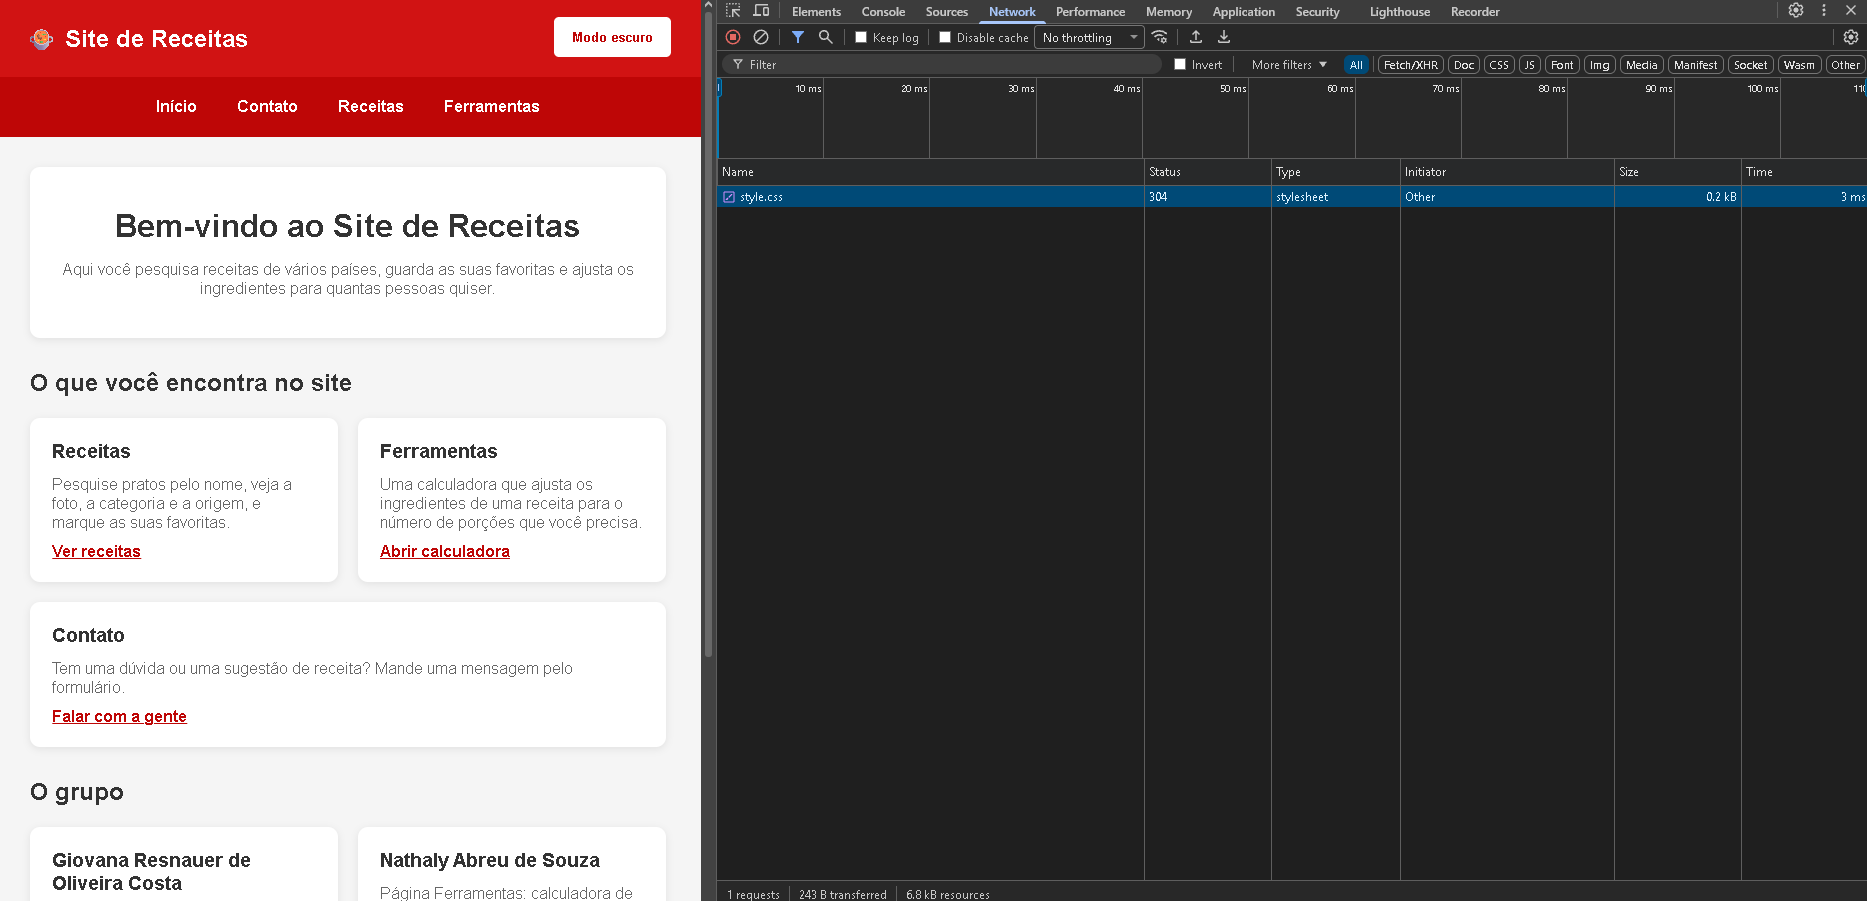 Site de Receitas
Modo escuro
Início Contato Receitas Ferramentas
Bem-vindo ao Site de Receitas
Aqui você pesquisa receitas de vários países, guarda as suas favoritas e ajusta os
ingredientes para quantas pessoas quiser.
O que você encontra no site
Receitas
Pesquise pratos pelo nome, veja a
foto, a categoria e a origem, e
marque as suas favoritas.
Ver receitas
Ferramentas
Uma calculadora que ajusta os
ingredientes de uma receita para o
número de porções que você precisa.
Abrir calculadora
Contato
Tem uma dúvida ou uma sugestão de receita? Mande uma mensagem pelo
formulário.
Falar com a gente
O grupo
Giovana Resnauer de
Oliveira Costa
Nathaly Abreu de Souza
Página Ferramentas: calculadora de
Elements Console Sources Network Performance Memory Application Security Lighthouse Recorder
Keep log Disable cache No throttling
Filter Invert More filters All Fetch/XHR Doc CSS JS Font Img Media Manifest Socket Wasm Other
10 ms 20 ms 30 ms 40 ms 50 ms 60 ms 70 ms 80 ms 90 ms 100 ms 110
Name Status Type Initiator Size Time
style.css 304 stylesheet Other 0.2 kB 3 ms
1 requests 243 B transferred 6.8 kB resources